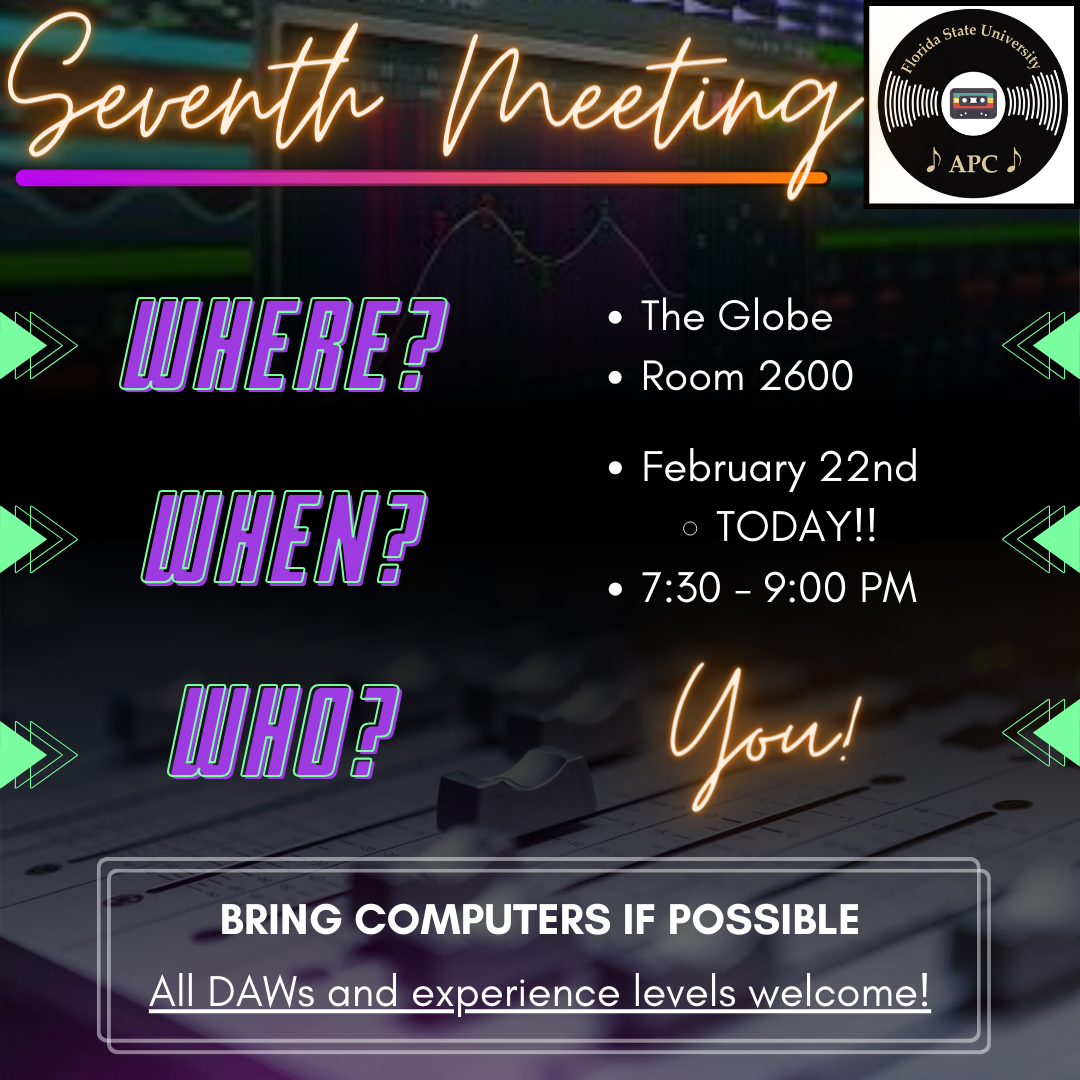 Seventh Meeting
Florida State University
♪ APC ♪
WHERE?
• The Globe
• Room 2600
WHEN?
• February 22nd
◦ TODAY!!
• 7:30 - 9:00 PM
WHO?
You!
BRING COMPUTERS IF POSSIBLE
All DAWs and experience levels welcome!